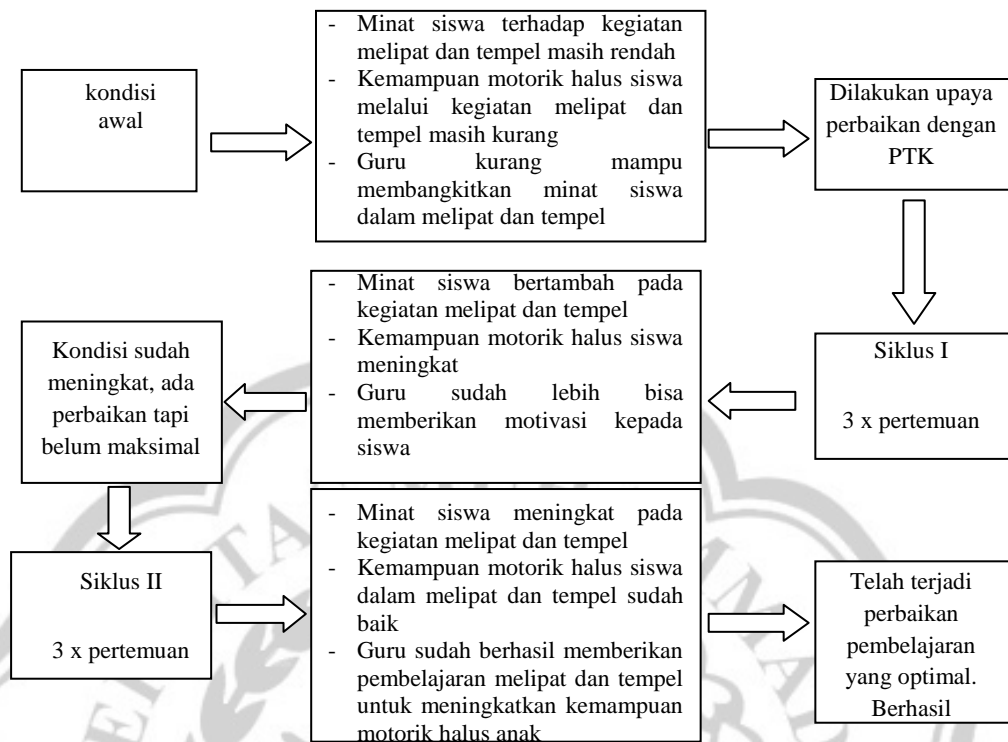 kondisi
awal
- Minat siswa terhadap kegiatan
melipat dan tempel masih rendah
- Kemampuan motorik halus siswa
melalui kegiatan melipat dan
tempel masih kurang
- Guru kurang mampu
membangkitkan minat siswa
dalam melipat dan tempel
Dilakukan upaya
perbaikan dengan
PTK
Siklus I
3 x pertemuan
- Minat siswa bertambah pada
kegiatan melipat dan tempel
- Kemampuan motorik halus siswa
meningkat
- Guru sudah lebih bisa
memberikan motivasi kepada
siswa
Kondisi sudah
meningkat, ada
perbaikan tapi
belum maksimal
Siklus II
3 x pertemuan
- Minat siswa meningkat pada
kegiatan melipat dan tempel
- Kemampuan motorik halus siswa
dalam melipat dan tempel sudah
baik
- Guru sudah berhasil memberikan
pembelajaran melipat dan tempel
untuk meningkatkan kemampuan
motorik halus anak
Telah terjadi
perbaikan
pembelajaran
yang optimal.
Berhasil